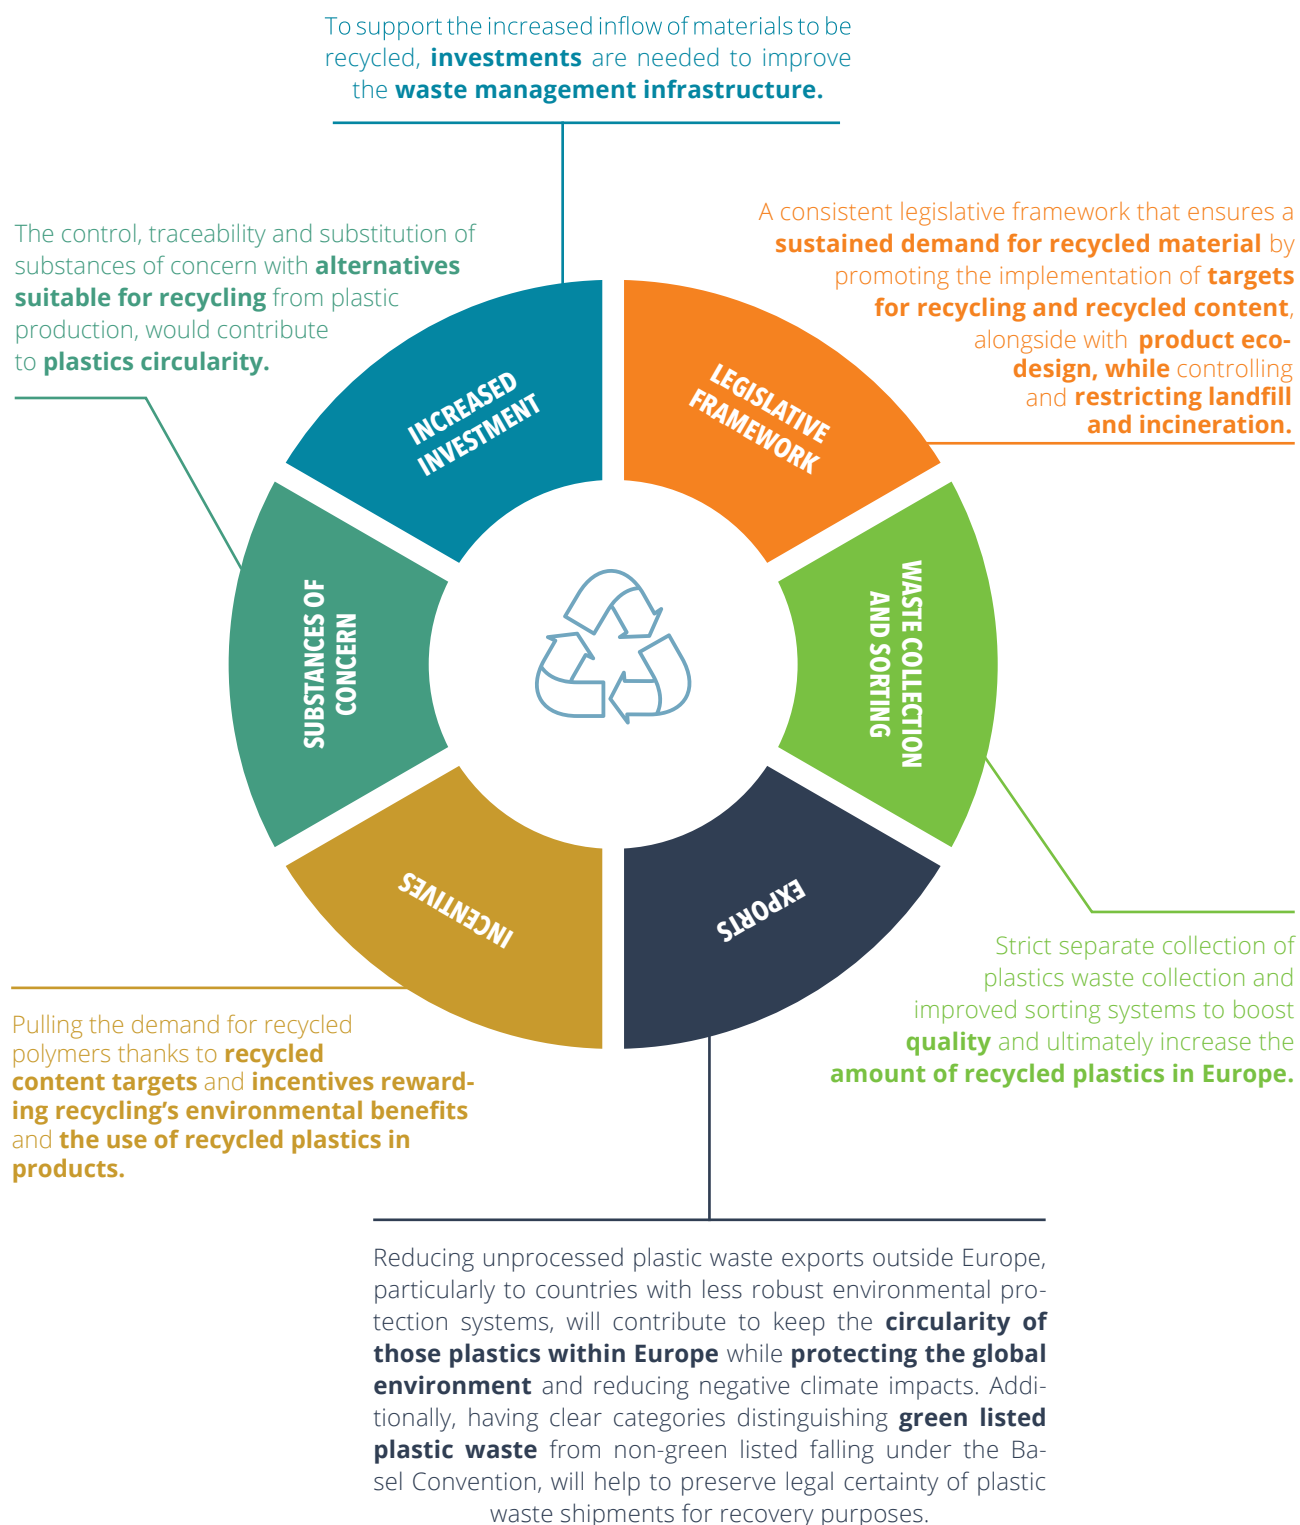 To support the increased inflow of materials to be
recycled, investments are needed to improve
the waste management infrastructure.
A consistent legislative framework that ensures a
sustained demand for recycled material by
promoting the implementation of targets
for recycling and recycled content,
alongside with product eco-
design, while controlling
and restricting landfill
and incineration.
The control, traceability and substitution of
substances of concern with alternatives
suitable for recycling from plastic
production, would contribute
to plastics circularity.
INCREASED
INVESTMENT
LEGISLATIVE
FRAMEWORK
SUBSTANCES OF
CONCERN
WASTE COLLECTION
AND SORTING
INCENTIVES
EXPORTS
Strict separate collection of
plastics waste collection and
improved sorting systems to boost
quality and ultimately increase the
amount of recycled plastics in Europe.
Pulling the demand for recycled
polymers thanks to recycled
content targets and incentives reward-
ing recycling's environmental benefits
and the use of recycled plastics in
products.
Reducing unprocessed plastic waste exports outside Europe,
particularly to countries with less robust environmental pro-
tection systems, will contribute to keep the circularity of
those plastics within Europe while protecting the global
environment and reducing negative climate impacts. Addi-
tionally, having clear categories distinguishing green listed
plastic waste from non-green listed falling under the Ba-
sel Convention, will help to preserve legal certainty of plastic
waste shipments for recovery purposes.